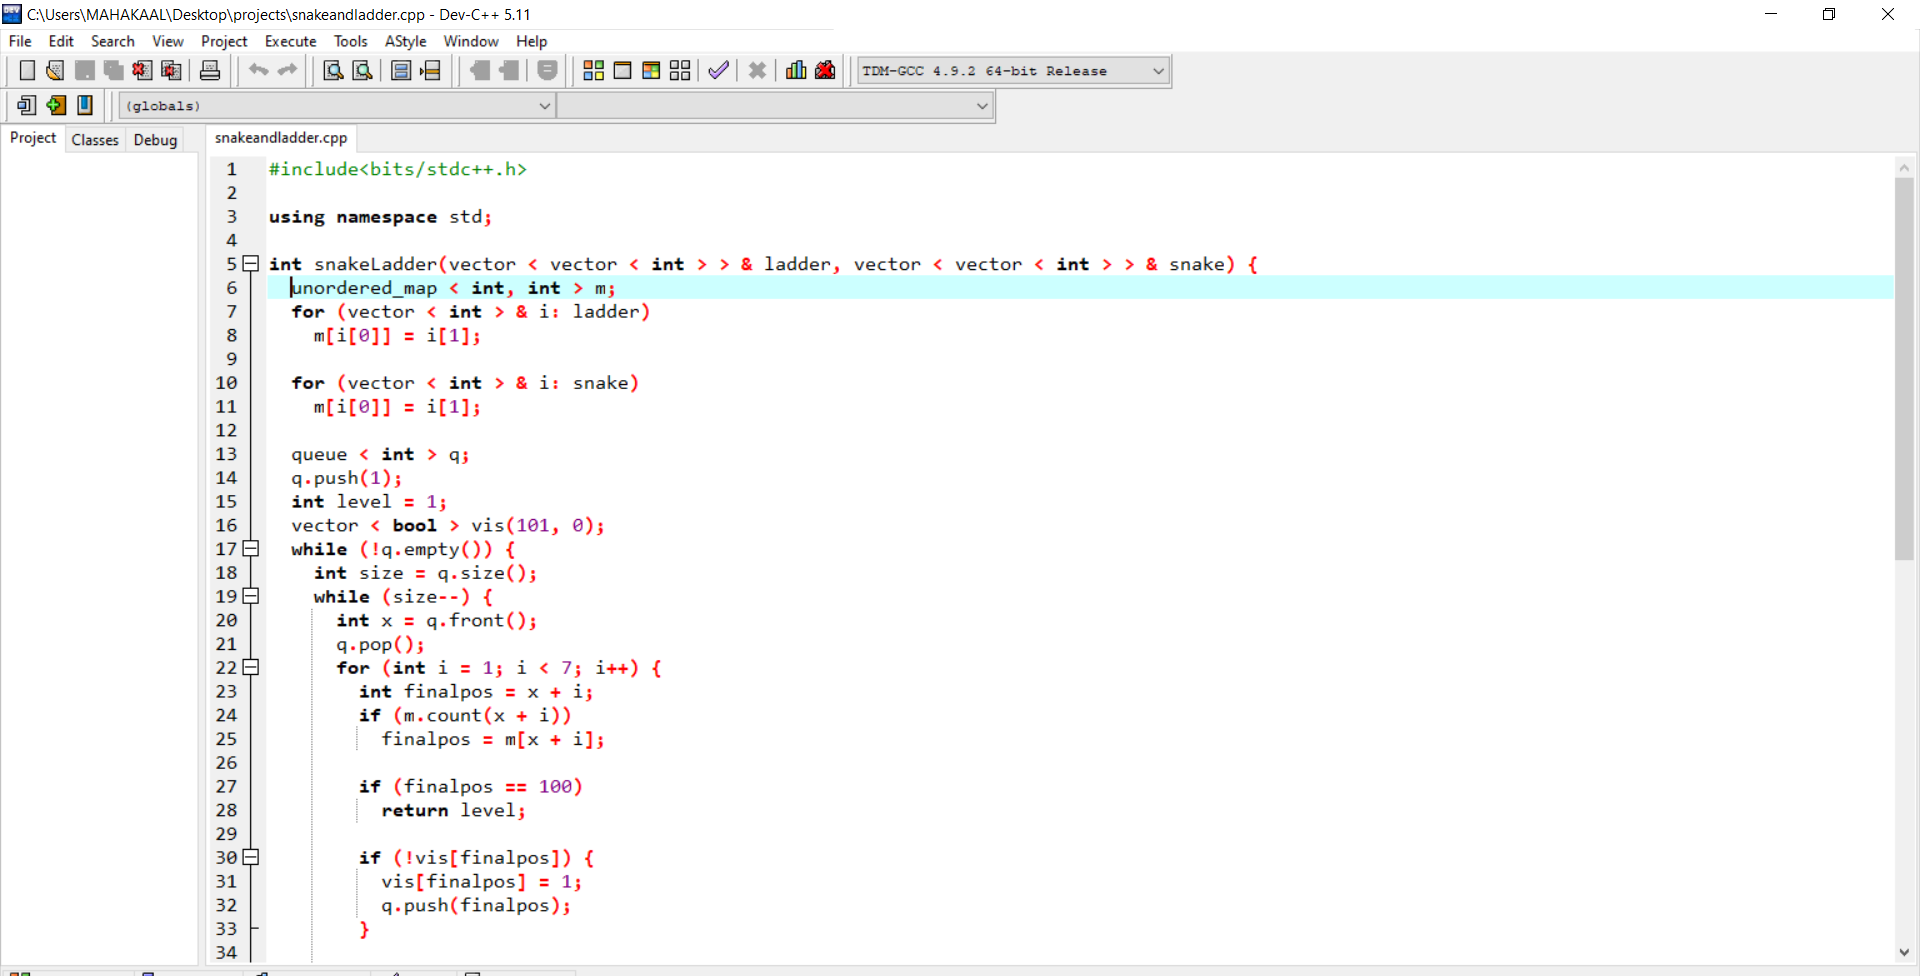 C:\Users\MAHAKAAL\Desktop\projects\snakeandladder.cpp - Dev-C++ 5.11
File Edit Search View Project Execute Tools AStyle Window Help
TDM-GCC 4.9.2 64-bit Release
(globals)
Project Classes Debug
snakeandladder.cpp
1 #include<bits/stdc++.h>
2
3 using namespace std;
4
5 int snakeLadder(vector < vector < int > > & ladder, vector < vector < int > > & snake) {
6 unordered_map < int, int > m;
7 for (vector < int > & i: ladder)
8 m[i[0]] = i[1];
9
10 for (vector < int > & i: snake)
11 m[i[0]] = i[1];
12
13 queue < int > q;
14 q.push(1);
15 int level = 1;
16 vector < bool > vis(101, 0);
17 while (!q.empty()) {
18 int size = q.size();
19 while (size--) {
20 int x = q.front();
21 q.pop();
22 for (int i = 1; i < 7; i++) {
23 int finalpos = x + i;
24 if (m.count(x + i))
25 finalpos = m[x + i];
26
27 if (finalpos == 100)
28 return level;
29
30 if (!vis[finalpos]) {
31 vis[finalpos] = 1;
32 q.push(finalpos);
33 }
34